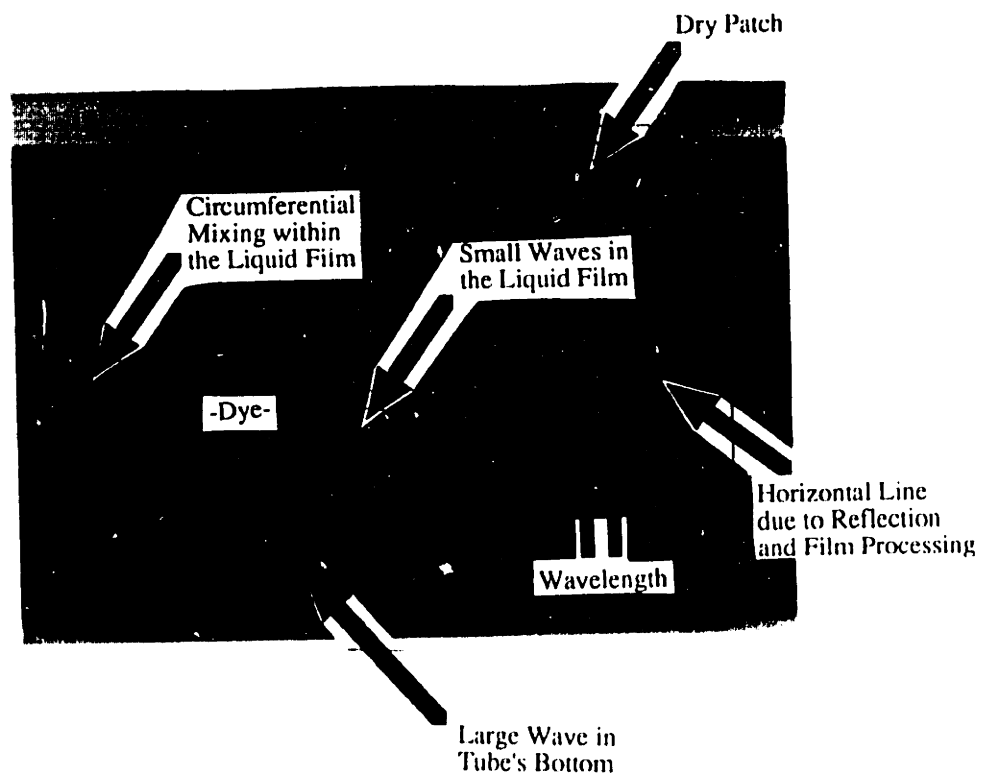 Dry Patch
Circumferential
Mixing within
the Liquid Film
Small Waves in
the Liquid Film
-Dye-
Horizontal Line
due to Reflection
and Film Processing
Wavelength
Large Wave in
Tube's Bottom